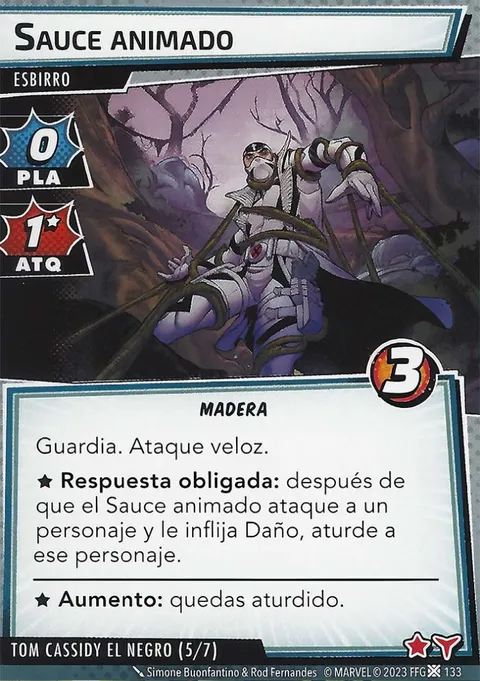 SAUCE ANIMADO
ESBIRRO
0
PLA
1*
ATQ
3
MADERA
Guardia. Ataque veloz.
★ Respuesta obligada: después de
que el Sauce animado ataque a un
personaje y le inflija Daño, aturde a
ese personaje.
★ Aumento: quedas aturdido.
TOM CASSIDY EL NEGRO (5/7)
Simone Buonfantino & Rod Fernandes © MARVEL © 2023 FFG 133